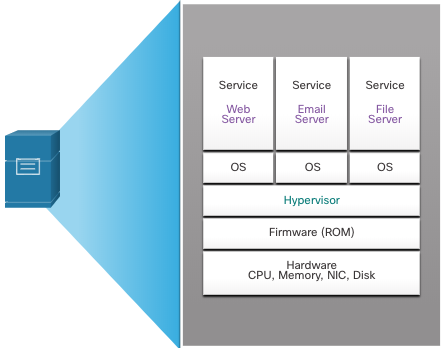 Service Service Service
Web Email File
Server Server Server
OS OS OS
Hypervisor
Firmware (ROM)
Hardware
CPU, Memory, NIC, Disk